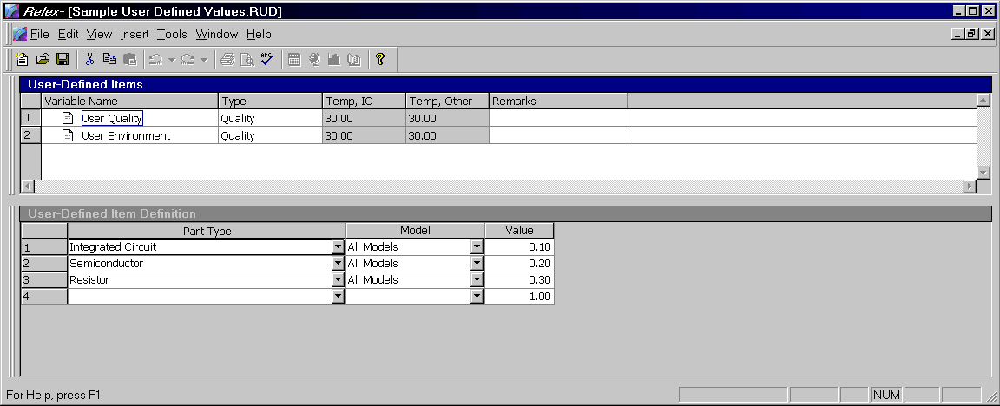 Relex - [Sample User Defined Values.RUD]
File Edit View Insert Tools Window Help
ABC ?
User-Defined Items
Variable Name Type Temp, IC Temp, Other Remarks
1 User Quality Quality 30.00 30.00
2 User Environment Quality 30.00 30.00
User-Defined Item Definition
Part Type Model Value
1 Integrated Circuit All Models 0.10
2 Semiconductor All Models 0.20
3 Resistor All Models 0.30
4 1.00
For Help, press F1 NUM